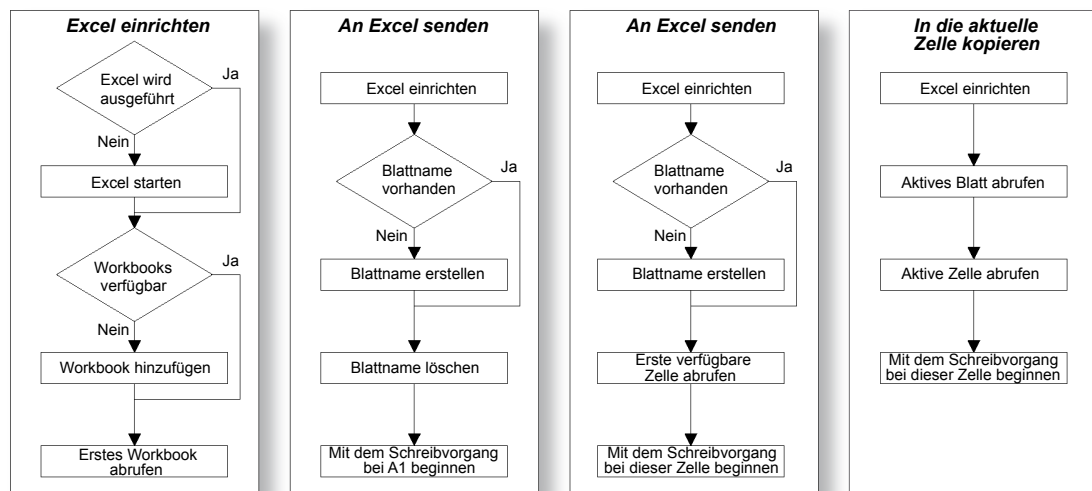 Excel einrichten
Excel wird
ausgeführt
Ja
Nein
Excel starten
Workbooks
verfügbar
Ja
Nein
Workbook hinzufügen
Erstes Workbook
abrufen
An Excel senden
Excel einrichten
Blattname
vorhanden
Ja
Nein
Blattname erstellen
Blattname löschen
Mit dem Schreibvorgang
bei A1 beginnen
An Excel senden
Excel einrichten
Blattname
vorhanden
Ja
Nein
Blattname erstellen
Erste verfügbare
Zelle abrufen
Mit dem Schreibvorgang
bei dieser Zelle beginnen
In die aktuelle
Zelle kopieren
Excel einrichten
Aktives Blatt abrufen
Aktive Zelle abrufen
Mit dem Schreibvorgang
bei dieser Zelle beginnen